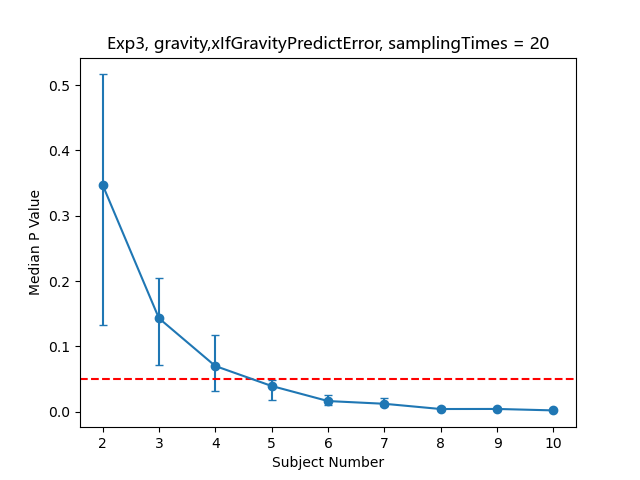 Exp3, gravity,xIfGravityPredictError, samplingTimes = 20
Median P Value
0.5
0.4
0.3
0.2
0.1
0.0
2 3 4 5 6 7 8 9 10
Subject Number